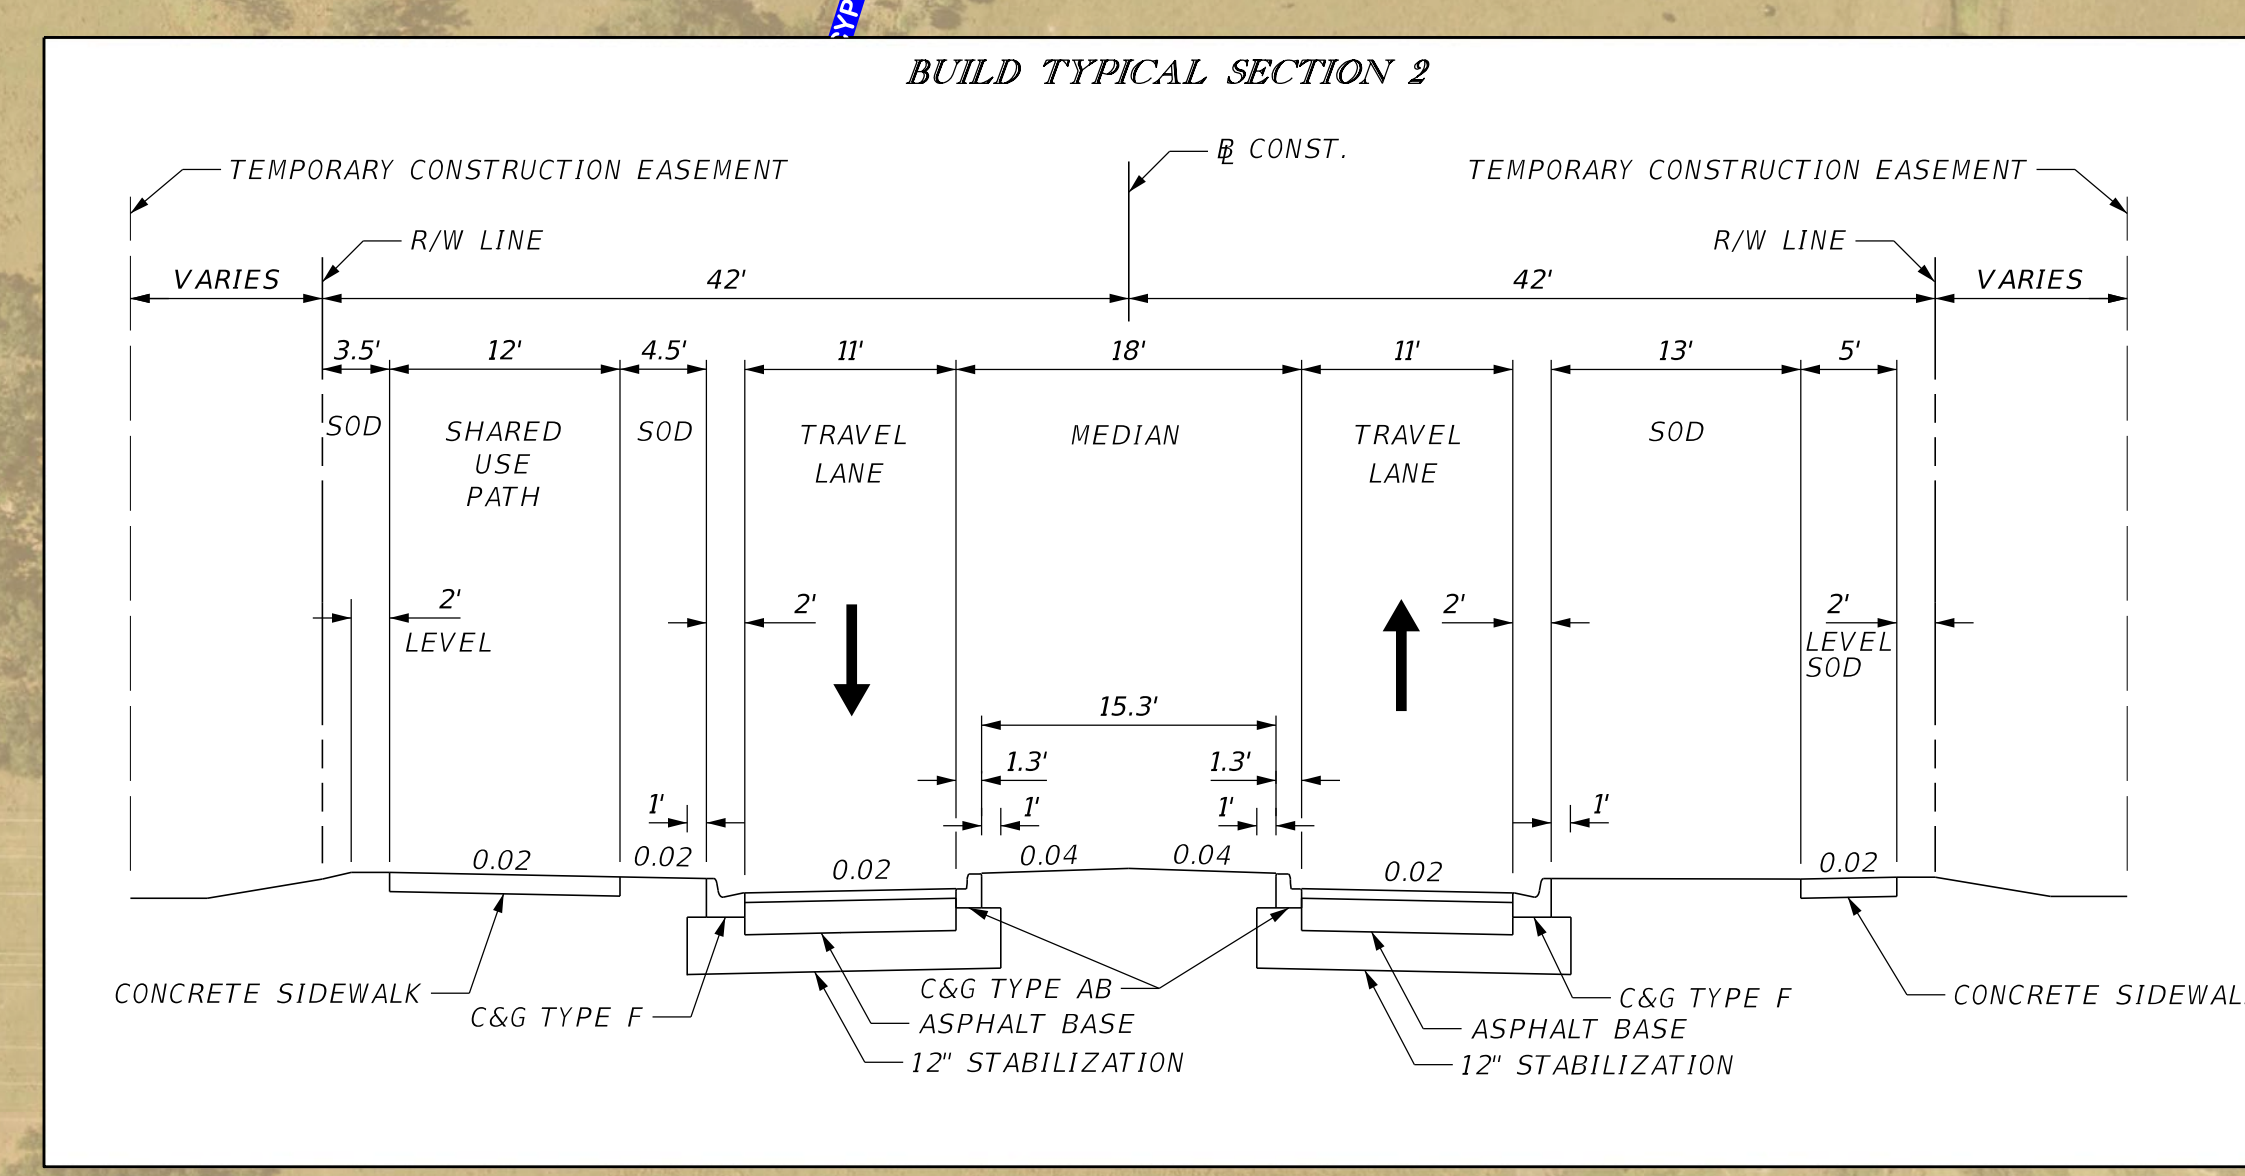 CYP
BUILD TYPICAL SECTION 2
BL CONST.
TEMPORARY CONSTRUCTION EASEMENT
TEMPORARY CONSTRUCTION EASEMENT
R/W LINE
R/W LINE
VARIES 42' 42' VARIES
3.5' 12' 4.5' 11' 18' 11' 13' 5'
SOD
SHARED
USE
PATH
SOD
TRAVEL
LANE
MEDIAN
TRAVEL
LANE
SOD
2'
LEVEL
2'
2'
2'
LEVEL
SOD
15.3'
1.3' 1.3'
1' 1' 1' 1'
0.02 0.02 0.02 0.04 0.04 0.02 0.02
CONCRETE SIDEWALK
C&G TYPE F
C&G TYPE AB
ASPHALT BASE
12" STABILIZATION
C&G TYPE F
ASPHALT BASE
12" STABILIZATION
CONCRETE SIDEWAL